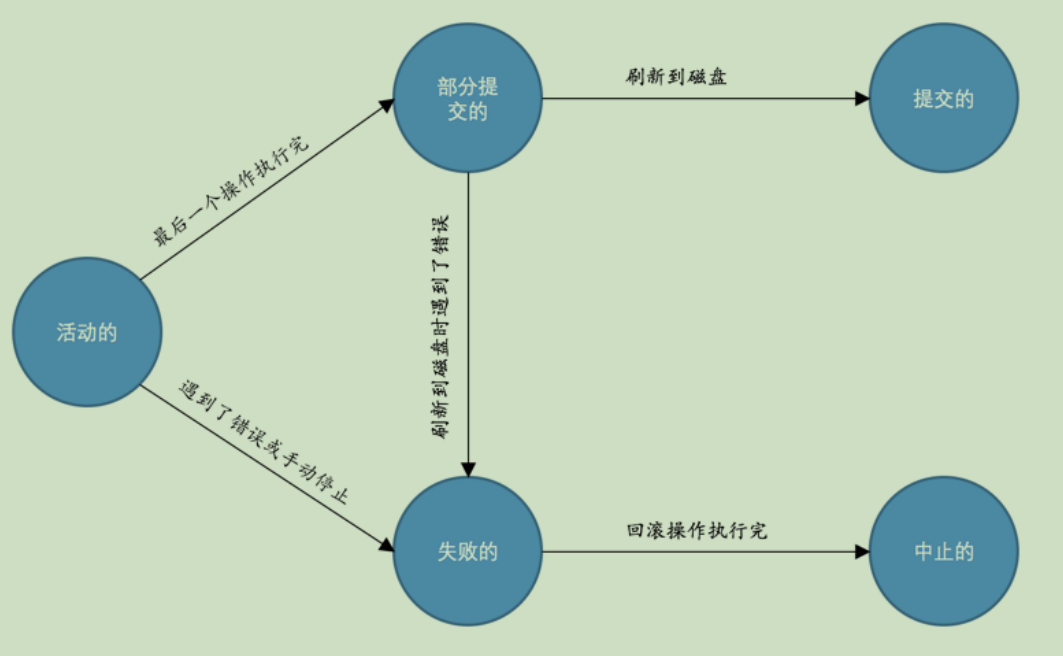 部分提
交的
刷新到磁盘
提交的
最后一个操作执行完
刷新到磁盘时遇到了错误
活动的
遇到了错误或手动停止
失败的
回滚操作执行完
中止的